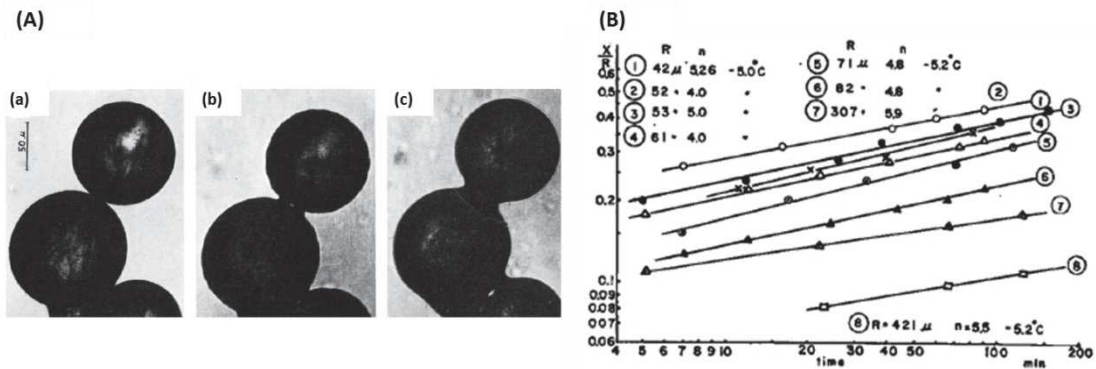 (A)
(a)
50 μ
(b)
(c)
(B)
X/R
R n R n
① 42 μ 5.26 -5.0°C ⑤ 71 μ 4.8 -5.2°C
② 52 " 4.0 " ⑥ 82 " 4.8 "
③ 53 " 5.0 " ⑦ 307 " 5.9 "
④ 61 " 4.0 "
② ① ③
④
⑤
⑥
⑦
⑧
0.6
0.5
0.4
0.3
0.2
0.1
0.09
0.08
0.07
0.06
⑧ R = 421 μ n = 5.5 -5.2°C
4 5 6 7 8 9 10 20 30 40 50 100 200
time min